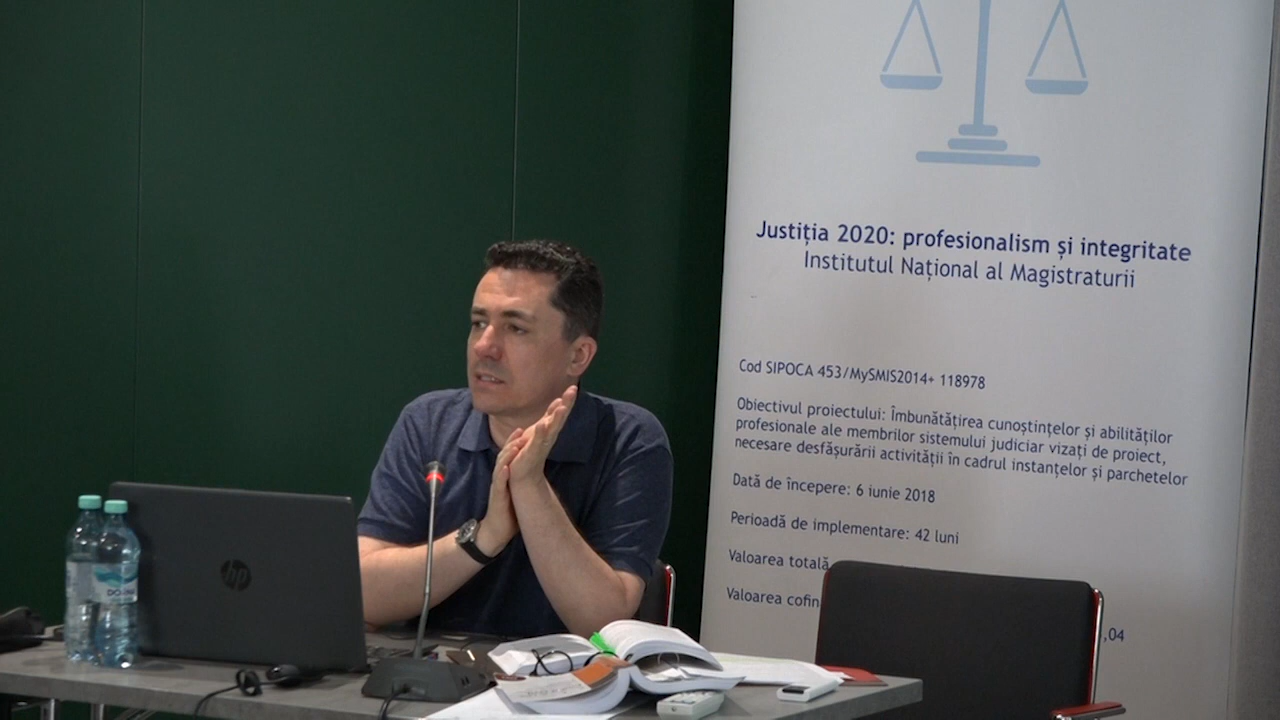 Justiția 2020: profesionalism și integritate
Institutul Național al Magistraturii
Cod SIPOCA 453/MySMIS2014+ 118978
Obiectivul proiectului: Îmbunătățirea cunoștințelor și abilităților
profesionale ale membrilor sistemului judiciar vizați de proiect,
necesare desfășurării activității în cadrul instanțelor și parchetelor
Dată de începere: 6 iunie 2018
Perioadă de implementare: 42 luni
Valoarea totală
Valoarea
,04
hp